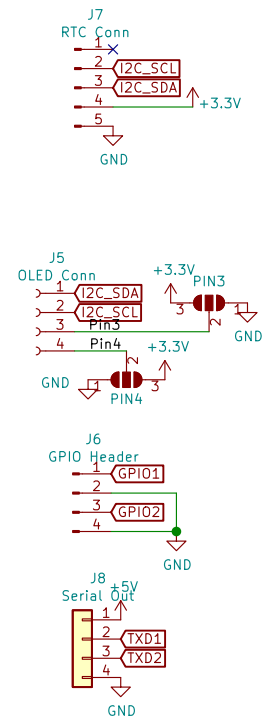 J7
RTC Conn
1
2 I2C_SCL
3 I2C_SDA
4 +3.3V
5
GND
J5
OLED Conn
+3.3V PIN3
1 I2C_SDA
2 I2C_SCL
3 1
2
3 Pin3
GND
4 Pin4
+3.3V
2
GND 1 3
PIN4
J6
GPIO Header
1 GPIO1
2
3 GPIO2
4
GND
J8
+5V
Serial Out
1
2 TXD1
3 TXD2
4
GND